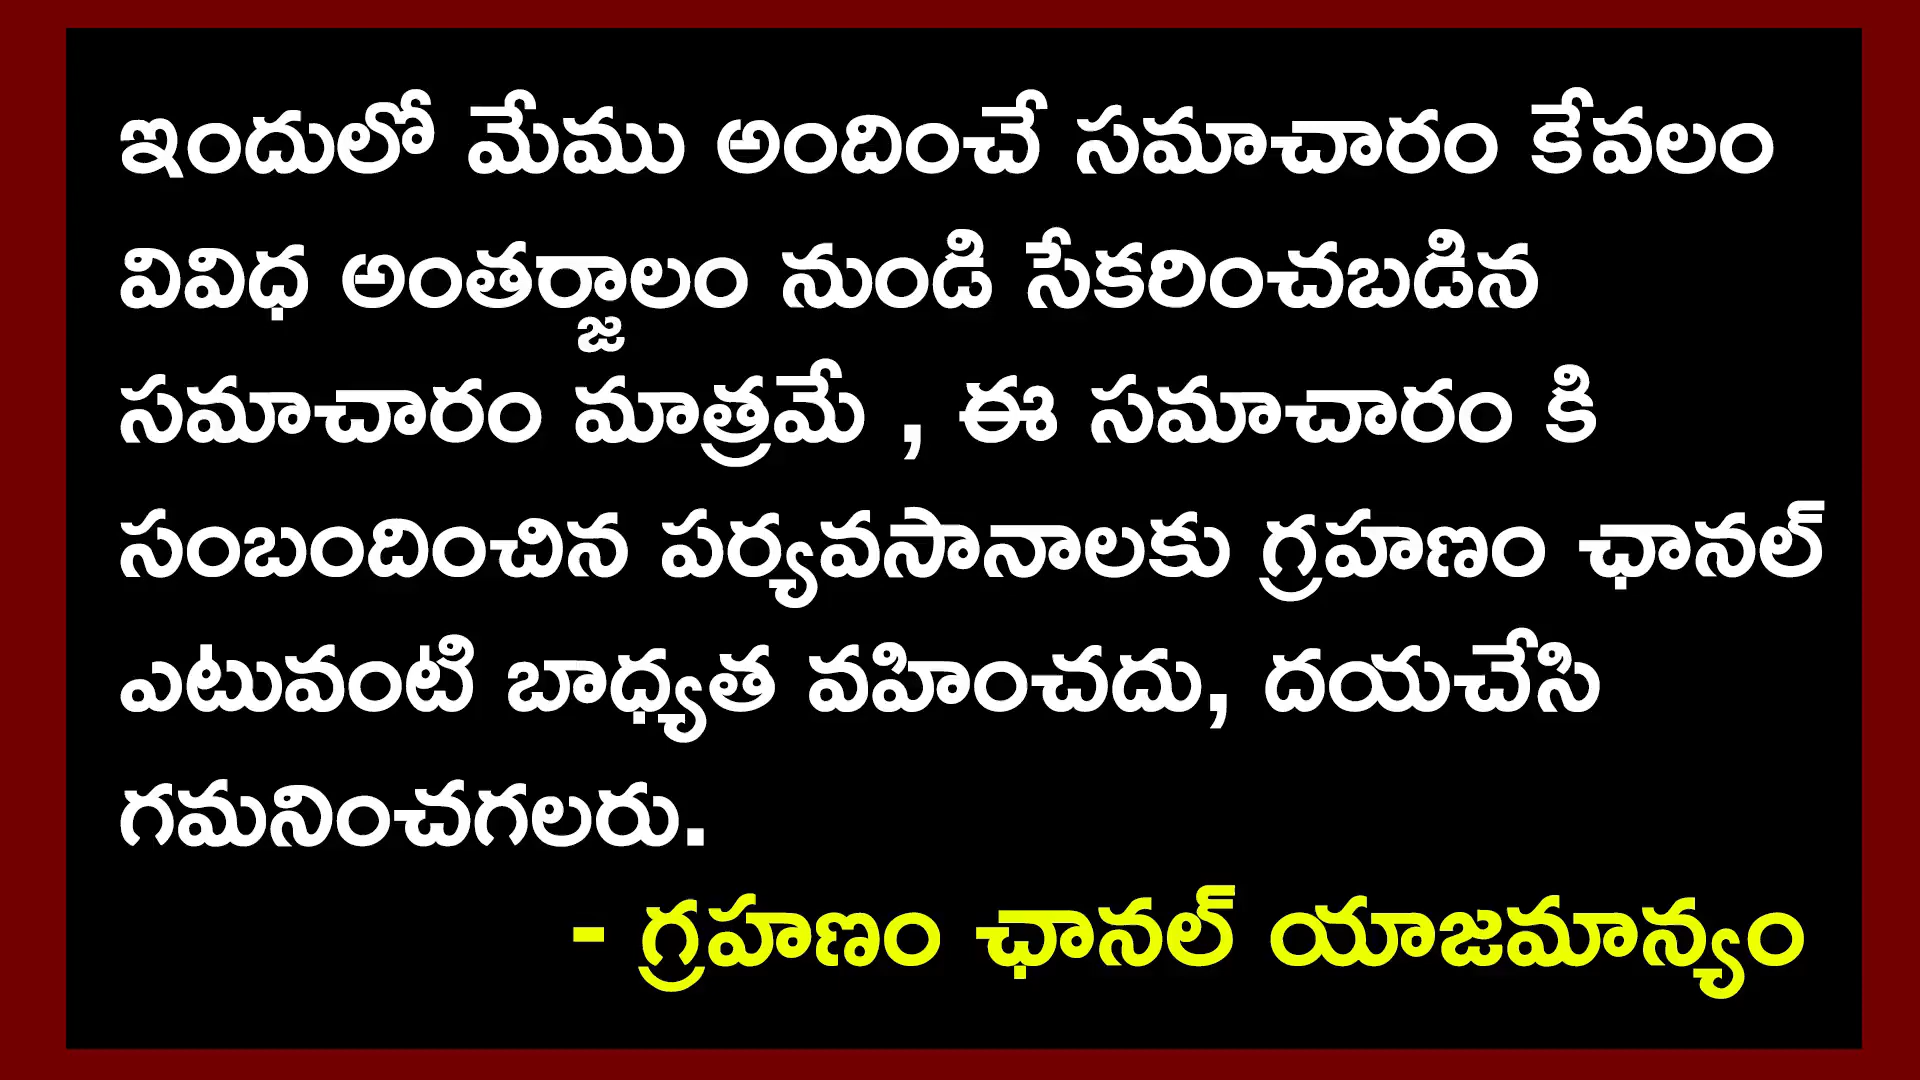 ఇందులో మేము అందించే సమాచారం కేవలం
వివిధ అంతర్జాలం నుండి సేకరించబడిన
సమాచారం మాత్రమే , ఈ సమాచారం కి
సంబందించిన పర్యవసానాలకు గ్రహణం ఛానల్
ఎటువంటి బాధ్యత వహించదు, దయచేసి
గమనించగలరు.
- గ్రహణం ఛానల్ యాజమాన్యం